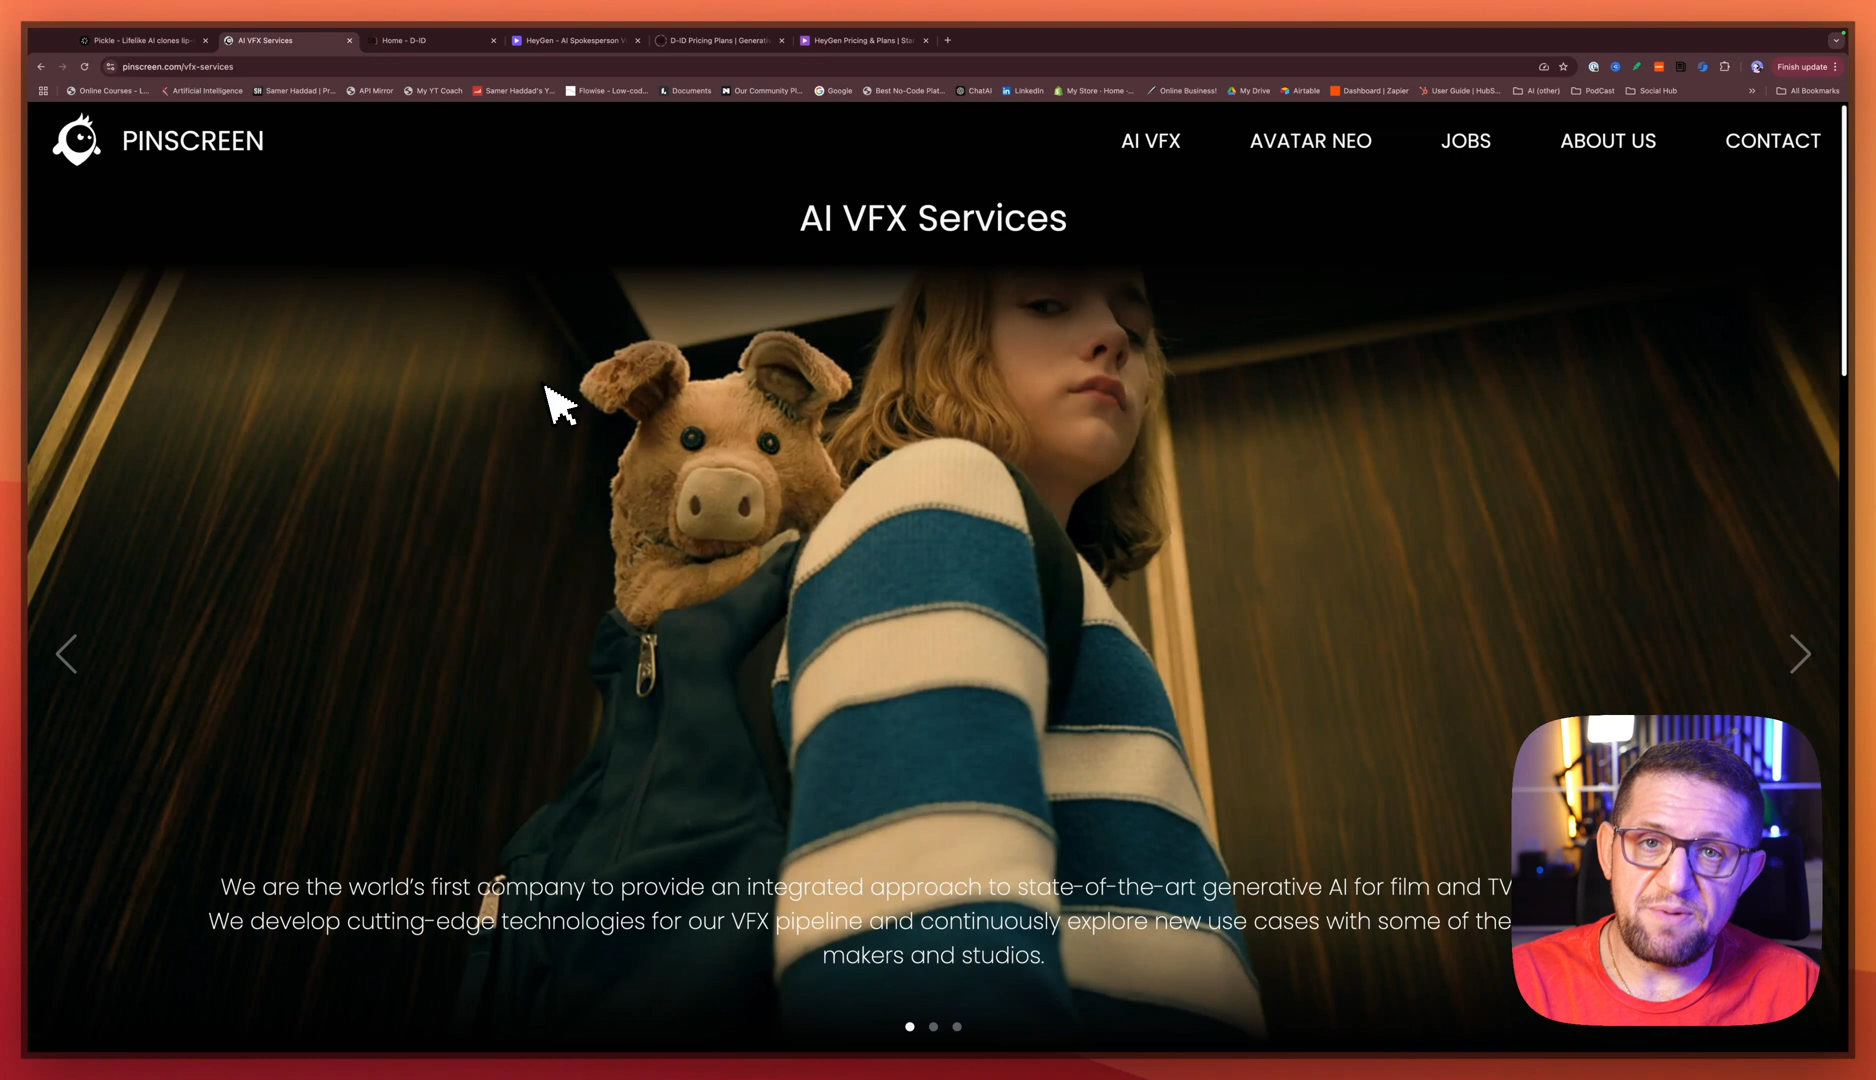 Pickle - Lifelike AI clones lip-
AI VFX Services
Home - D-ID
HeyGen - AI Spokesperson V
D-ID Pricing Plans | Generati
HeyGen Pricing & Plans | Sta
pinscreen.com/vfx-services
Finish update
Online Courses - L...
Artificial Intelligence
SH Samer Haddad | Pr...
API Mirror
My YT Coach
Samer Haddad's Y...
Flowise - Low-cod...
Documents
Our Community Pl...
Google
Best No-Code Plat...
ChatAI
LinkedIn
My Store · Home ·...
Online Business!
My Drive
Airtable
Dashboard | Zapier
User Guide | HubS...
AI (other)
PodCast
Social Hub
All Bookmarks
PINSCREEN
AI VFX
AVATAR NEO
JOBS
ABOUT US
CONTACT
AI VFX Services
We are the world's first company to provide an integrated approach to state-of-the-art generative AI for film and TV
We develop cutting-edge technologies for our VFX pipeline and continuously explore new use cases with some of the
makers and studios.